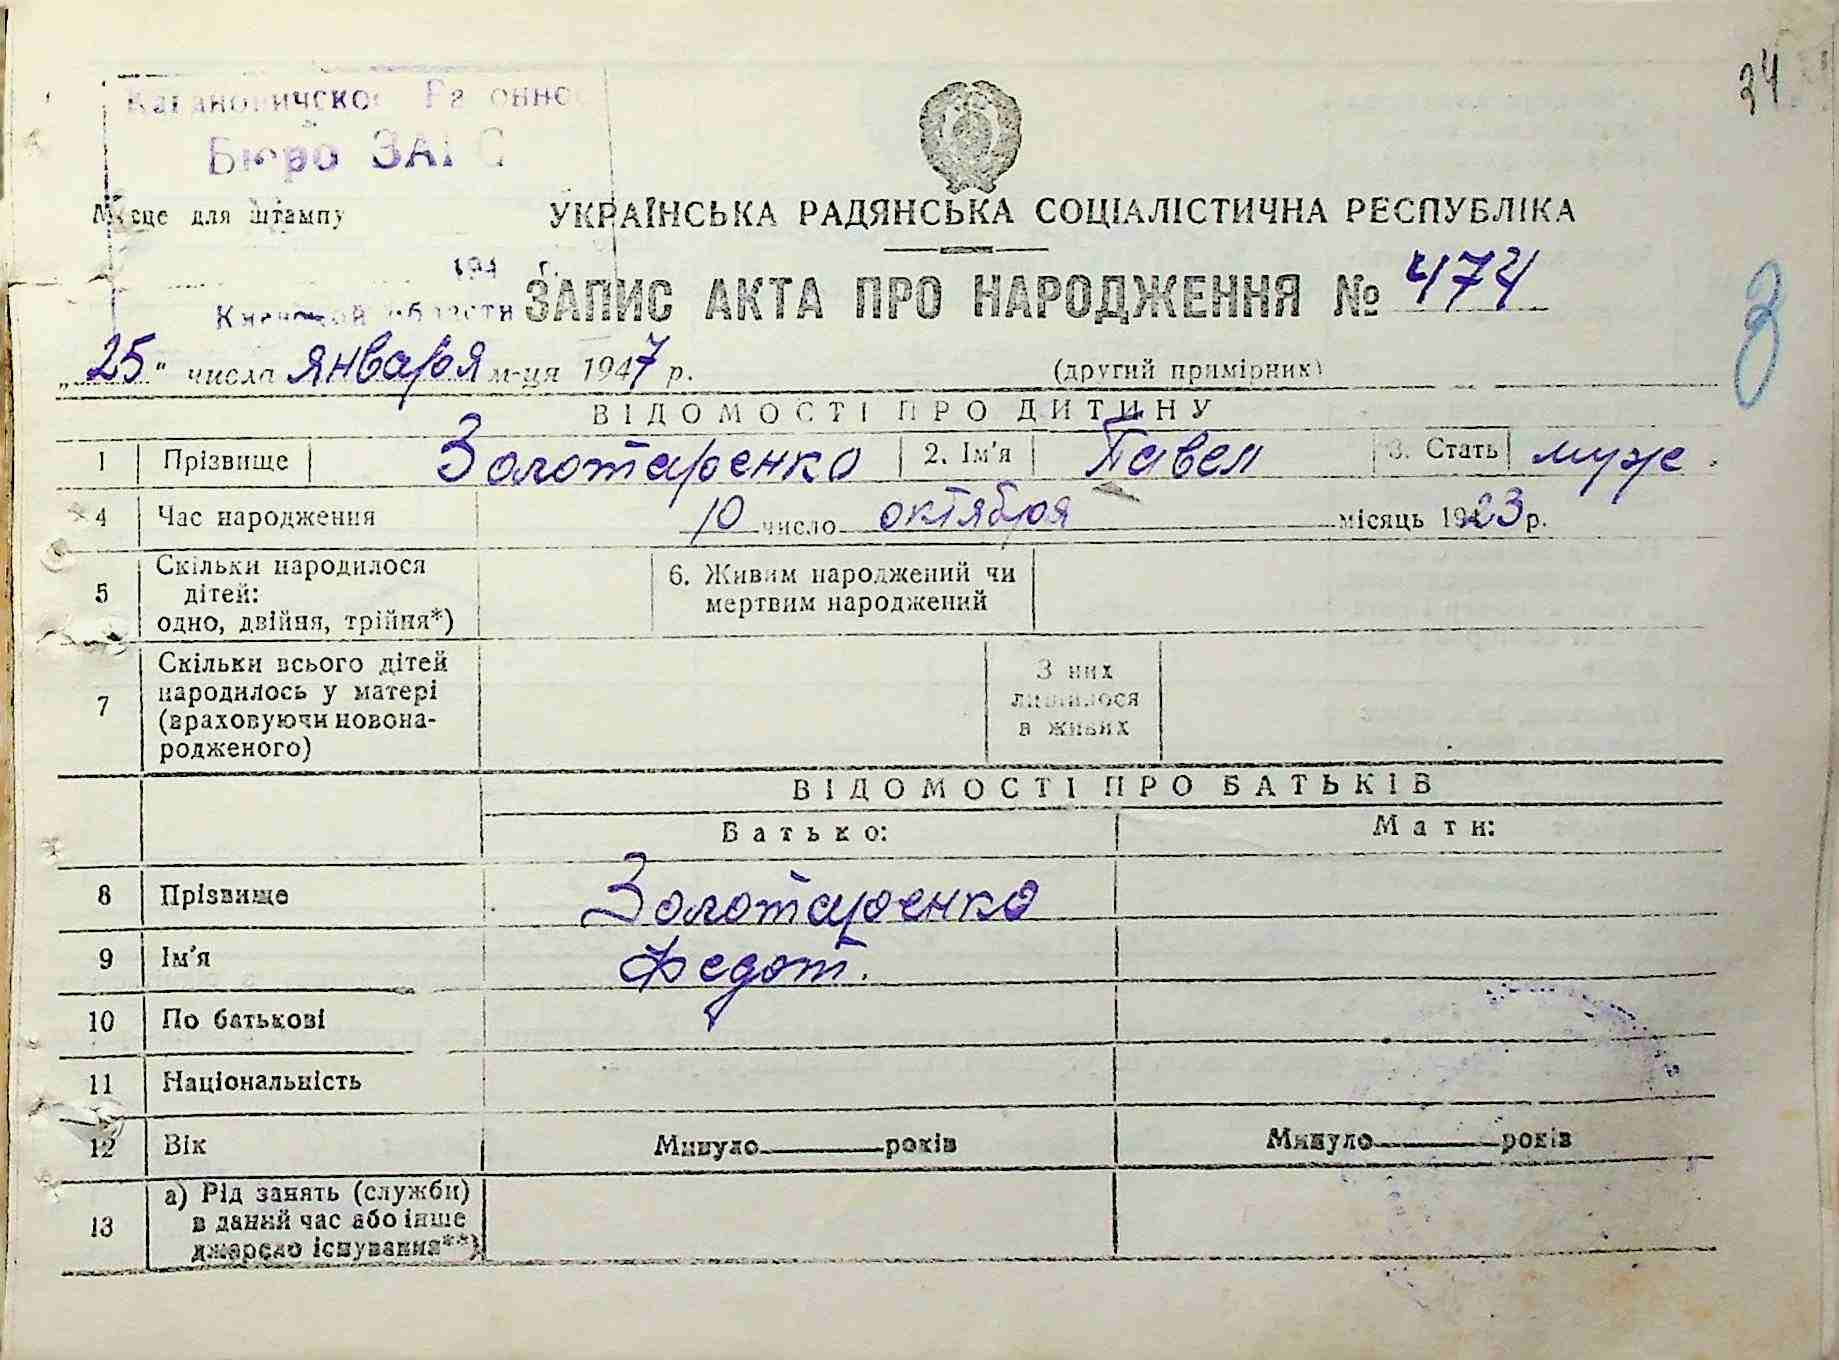 24
Кагановичское Районное
Бюро ЗАГС
Місце для штампу
УКРАЇНСЬКА РАДЯНСЬКА СОЦІАЛІСТИЧНА РЕСПУБЛІКА
194 г.
Киевской области
ЗАПИС АКТА ПРО НАРОДЖЕННЯ № 474
„25" числа января м-ця 1947 р.
(другий примірник)
ВІДОМОСТІ ПРО ДИТИНУ
1 Прізвище Золотаренко 2. Ім'я Павел 3. Стать муж.
4 Час народження 10 число октября місяць 1923 р.
5 Скільки народилося дітей: одно, двійня, трійня*) 6. Живим народжений чи мертвим народжений
7 Скільки всього дітей народилось у матері (враховуючи новонародженого) З них лишилося в живих
ВІДОМОСТІ ПРО БАТЬКІВ
Батько: Мати:
8 Прізвище Золотаренко
9 Ім'я Федот.
10 По батькові
11 Національність
12 Вік Минуло років Минуло років
13 а) Рід занять (служби) в даний час або інше джерело існування**)